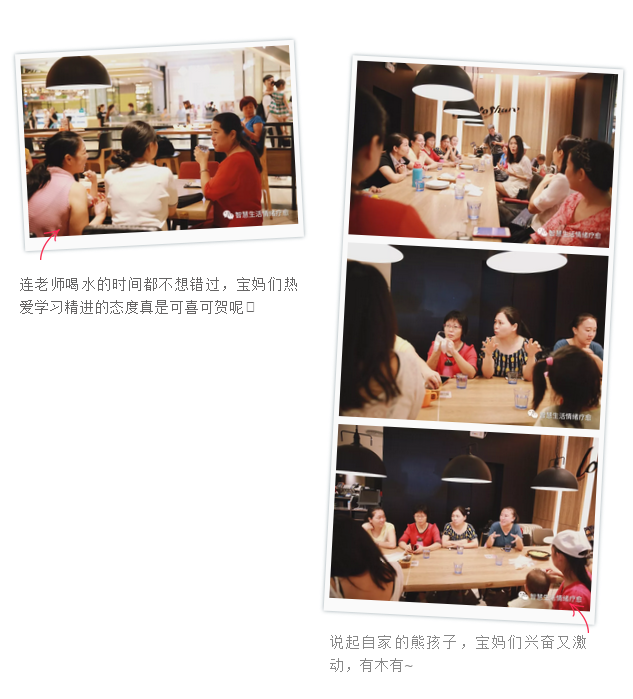 智慧生活情绪疗愈
连老师喝水的时间都不想错过，宝妈们热
爱学习精进的态度真是可喜可贺呢
智慧生活情绪疗愈
智慧生活情绪疗愈
智慧生活情绪疗愈
说起自家的熊孩子，宝妈们兴奋又激
动，有木有~